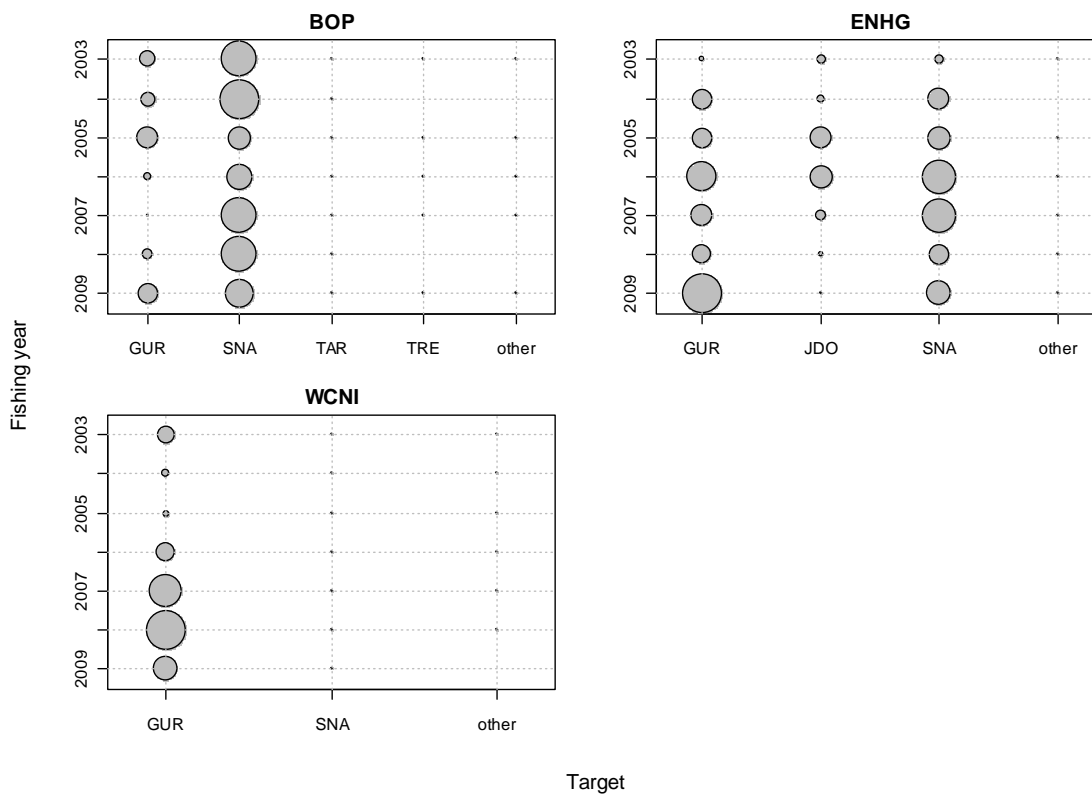 BOP
2003
2005
2007
2009
GUR SNA TAR TRE other
ENHG
2003
2005
2007
2009
GUR JDO SNA other
Fishing year
WCNI
2003
2005
2007
2009
GUR SNA other
Target